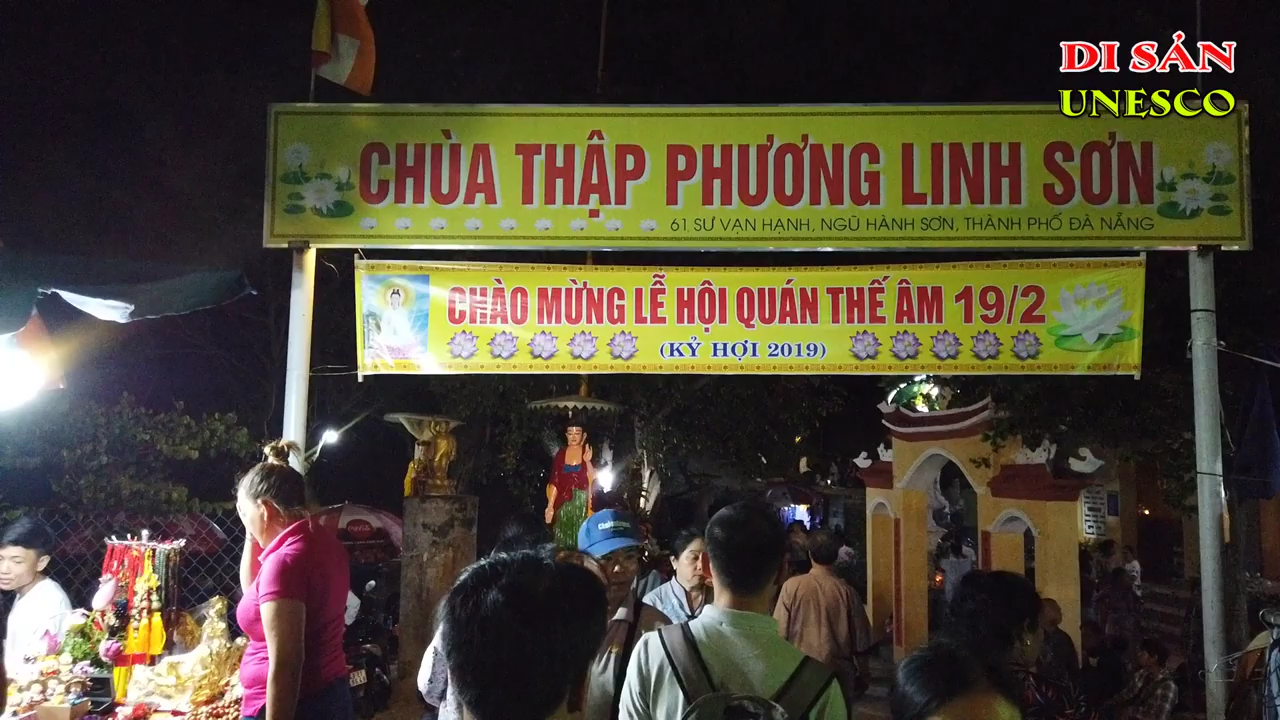 DI SẢN
UNESCO
CHÙA THẬP PHƯƠNG LINH SƠN
61 SƯ VẠN HẠNH, NGŨ HÀNH SƠN, THÀNH PHỐ ĐÀ NẴNG
CHÀO MỪNG LỄ HỘI QUÁN THẾ ÂM 19/2
(KỶ HỢI 2019)